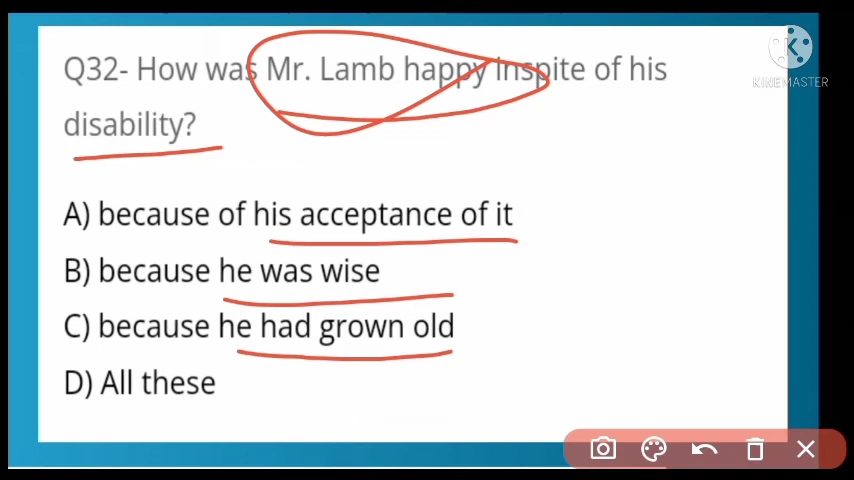 Q32- How was Mr. Lamb happy inspite of his
disability?
A) because of his acceptance of it
B) because he was wise
C) because he had grown old
D) All these
K
KINEMASTER